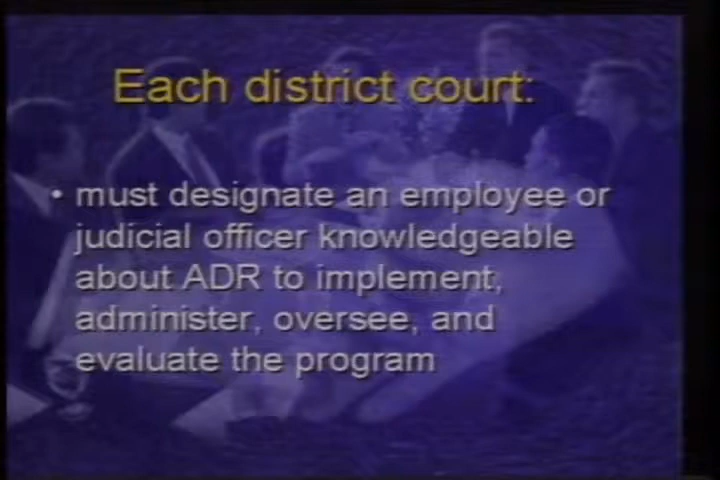 Each district court:
• must designate an employee or
judicial officer knowledgeable
about ADR to implement,
administer, oversee, and
evaluate the program